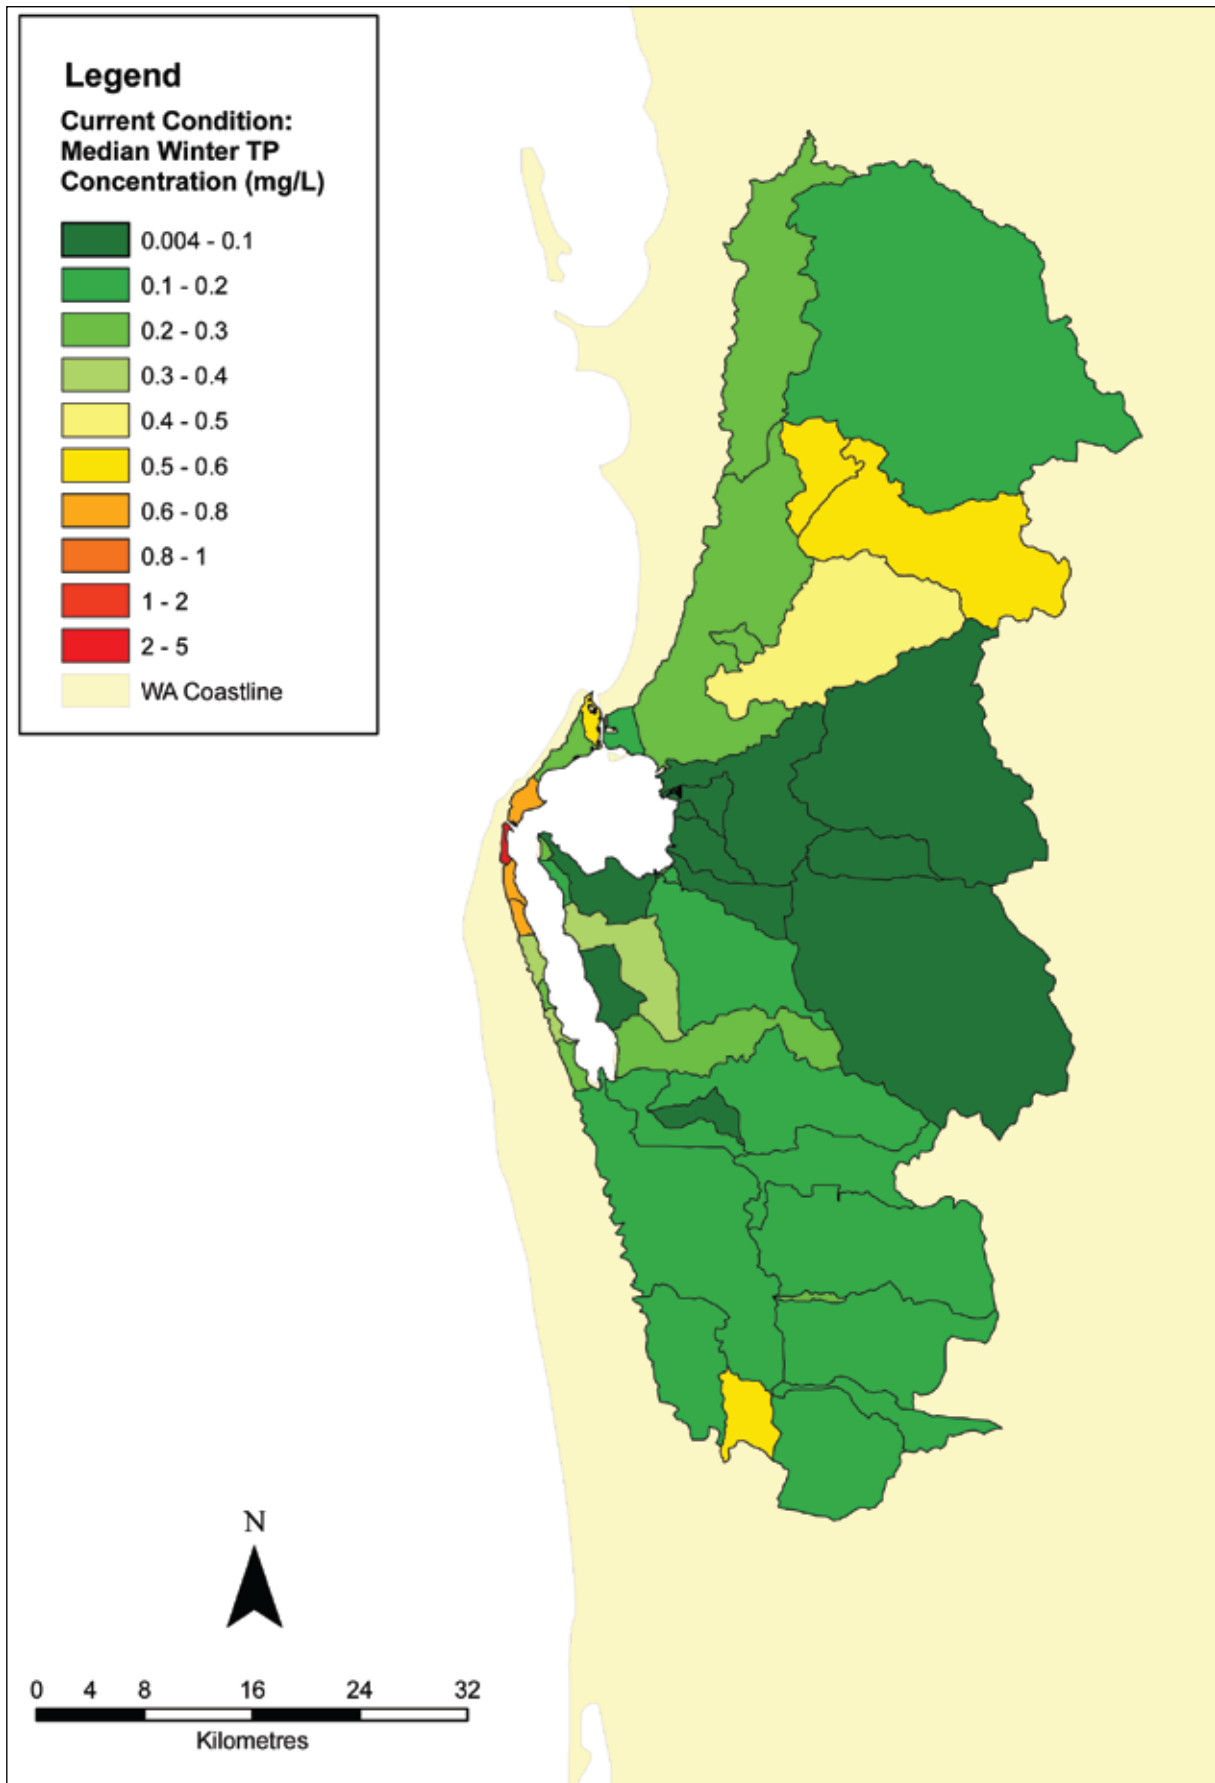 Legend
Current Condition:
Median Winter TP
Concentration (mg/L)
0.004 - 0.1
0.1 - 0.2
0.2 - 0.3
0.3 - 0.4
0.4 - 0.5
0.5 - 0.6
0.6 - 0.8
0.8 - 1
1 - 2
2 - 5
WA Coastline
N
0 4 8 16 24 32
Kilometres